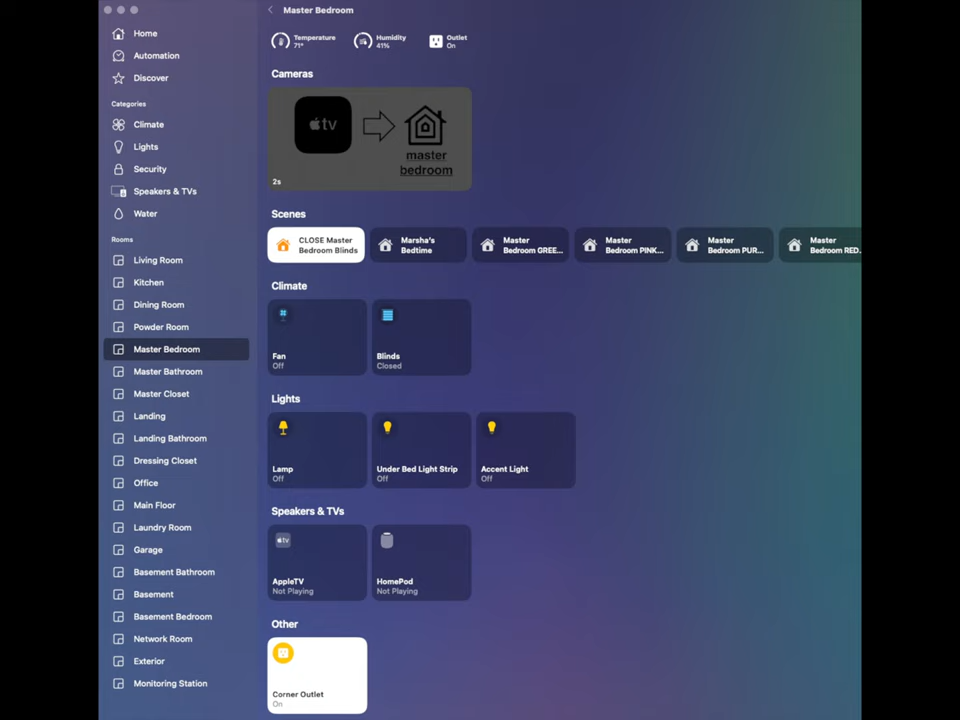 Home
Automation
Discover
Categories
Climate
Lights
Security
Speakers & TVs
Water
Rooms
Living Room
Kitchen
Dining Room
Powder Room
Master Bedroom
Master Bathroom
Master Closet
Landing
Landing Bathroom
Dressing Closet
Office
Main Floor
Laundry Room
Garage
Basement Bathroom
Basement
Basement Bedroom
Network Room
Exterior
Monitoring Station
Master Bedroom
Temperature
71°
Humidity
41%
Outlet
On
Cameras
tv
master
bedroom
2s
Scenes
CLOSE Master
Bedroom Blinds
Marsha's
Bedtime
Master
Bedroom GREE...
Master
Bedroom PINK...
Master
Bedroom PUR...
Master
Bedroom RED.
Climate
Fan
Off
Blinds
Closed
Lights
Lamp
Off
Under Bed Light Strip
Off
Accent Light
Off
Speakers & TVs
tv
AppleTV
Not Playing
HomePod
Not Playing
Other
Corner Outlet
On